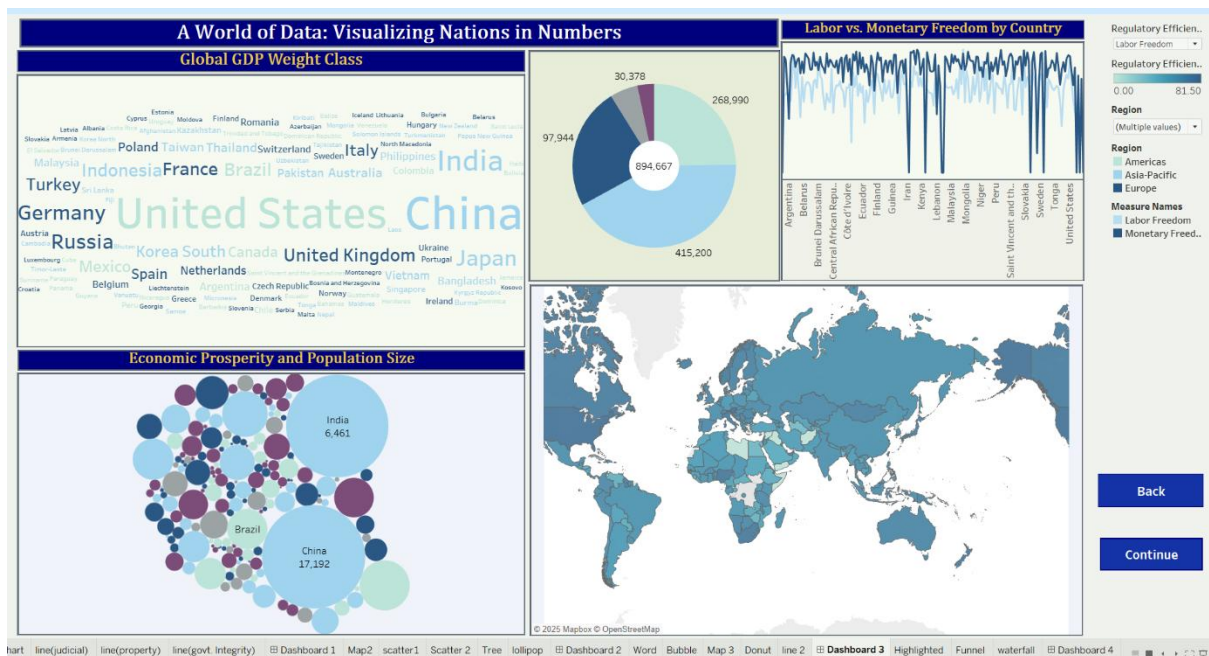 A World of Data: Visualizing Nations in Numbers
Global GDP Weight Class
Estonia
Cyprus
Moldova
Finland
Romania
Iceland Lithuania
Bulgaria
Belarus
Latvia
Albania
Kazakhstan
Azerbaijan
Hungary
New Zealand
Slovakia
Armenia
Poland
Taiwan
Thailand
Switzerland
Italy
North Macedonia
Malaysia
Indonesia
France
Brazil
Sweden
Philippines
India
Pakistan
Australia
Colombia
Turkey
Sri Lanka
Germany
United States
China
Austria
Russia
Korea South
Canada
United Kingdom
Ukraine
Portugal
Japan
Luxembourg
Mexico
Spain
Netherlands
Montenegro
Vietnam
Belgium
Liechtenstein
Argentina
Czech Republic
Bosnia and Herzegovina
Singapore
Bangladesh
Kosovo
Croatia
Greece
Denmark
Norway
Ireland
Burma
Peru
Georgia
Slovenia
Serbia
Malta
30,378
268,990
97,944
894,667
415,200
Labor vs. Monetary Freedom by Country
Argentina
Belarus
Brunei Darussalam
Central African Repu..
Côte d'Ivoire
Ecuador
Finland
Guinea
Iran
Kenya
Lebanon
Malaysia
Mongolia
Niger
Peru
Saint Vincent and th..
Slovakia
Sweden
Tonga
United States
Regulatory Efficien..
Labor Freedom
Regulatory Efficien..
0.00 81.50
Region
(Multiple values)
Region
Americas
Asia-Pacific
Europe
Measure Names
Labor Freedom
Monetary Freed..
Economic Prosperity and Population Size
India
6,461
Brazil
China
17,192
© 2025 Mapbox © OpenStreetMap
Back
Continue
hart line(judicial) line(property) line(govt. Integrity) Dashboard 1 Map2 scatter1 Scatter 2 Tree lollipop Dashboard 2 Word Bubble Map 3 Donut line 2 Dashboard 3 Highlighted Funnel waterfall Dashboard 4